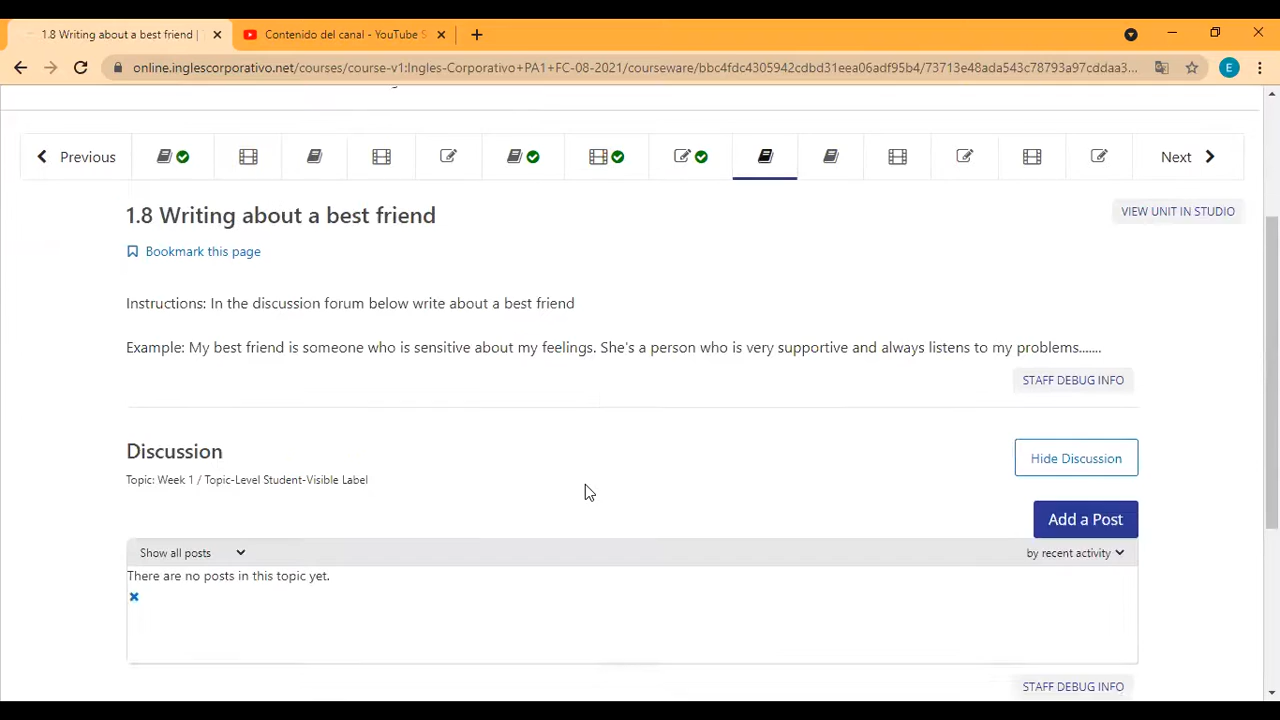 1.8 Writing about a best friend |
Contenido del canal - YouTube S
online.inglescorporativo.net/courses/course-v1:Ingles-Corporativo+PA1+FC-08-2021/courseware/bbc4fdc4305942cdbd31eea06adf95b4/73713e48ada543c78793a97cddaa3...
E
Previous
Next
1.8 Writing about a best friend
VIEW UNIT IN STUDIO
Bookmark this page
Instructions: In the discussion forum below write about a best friend
Example: My best friend is someone who is sensitive about my feelings. She's a person who is very supportive and always listens to my problems.......
STAFF DEBUG INFO
Discussion
Hide Discussion
Topic: Week 1 / Topic-Level Student-Visible Label
Add a Post
Show all posts
by recent activity
There are no posts in this topic yet.
STAFF DEBUG INFO